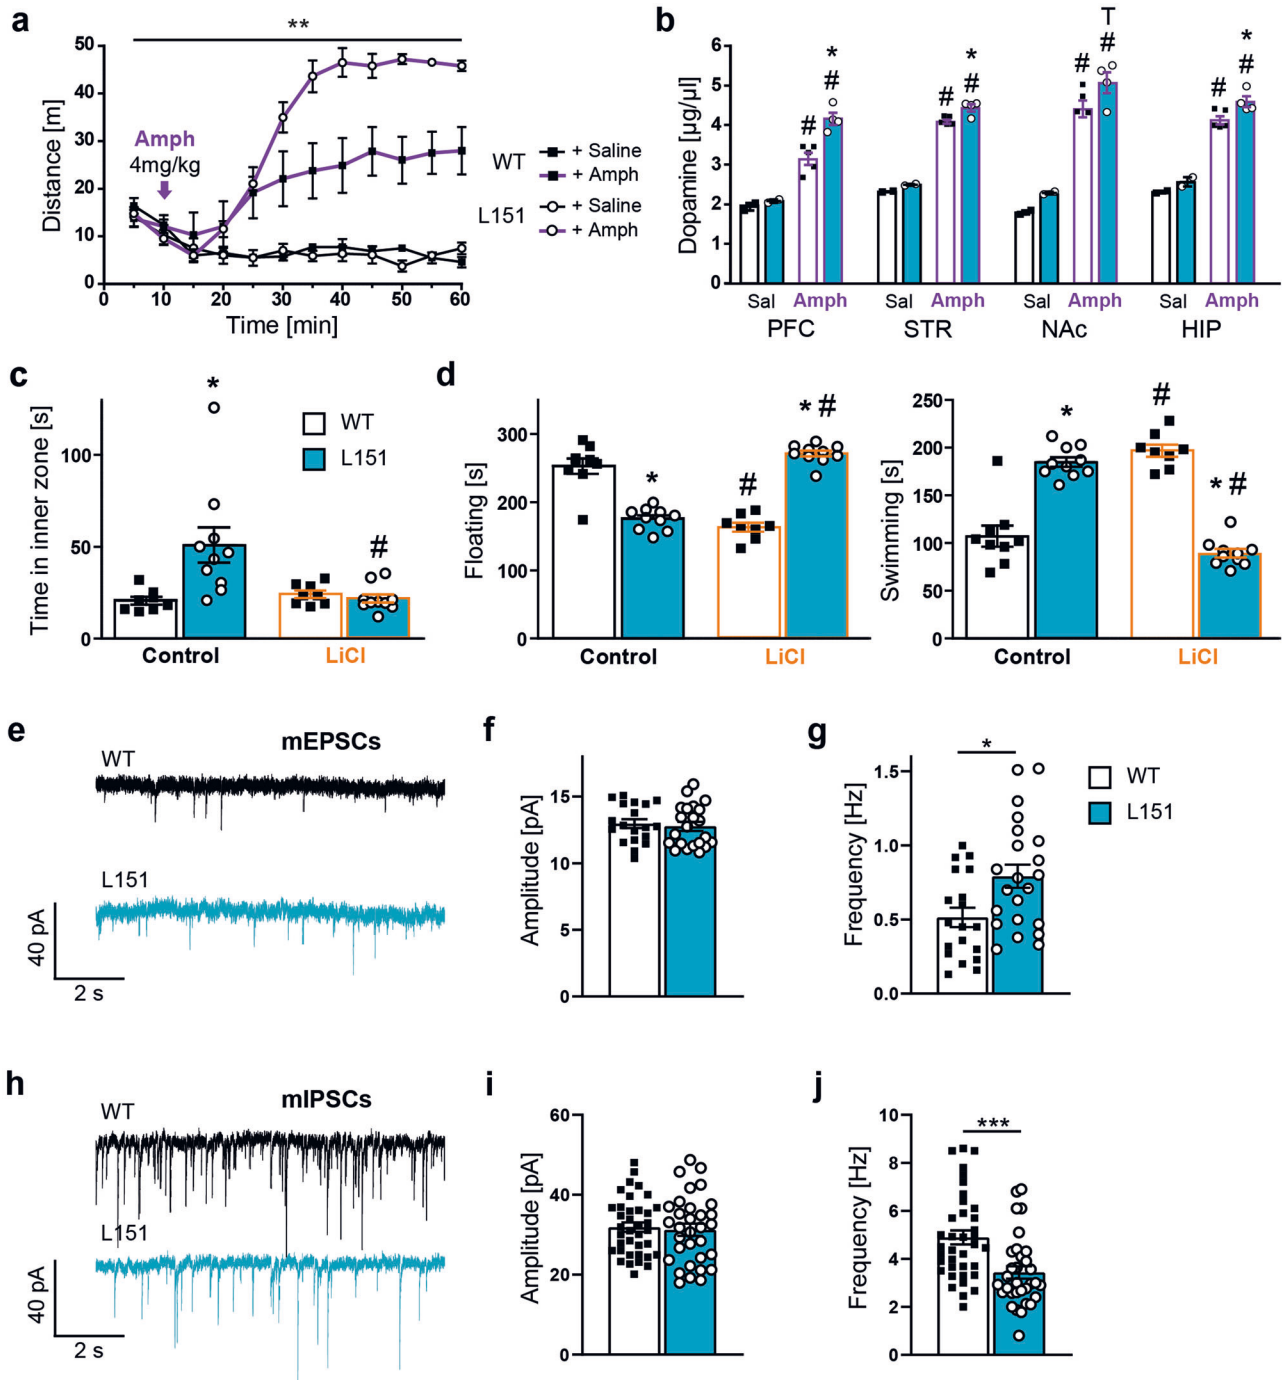 a
**
Distance [m]
50
40
30
20
10
0
Amph
4mg/kg
0 10 20 30 40 50 60
Time [min]
WT
+ Saline
+ Amph
L151
+ Saline
+ Amph
b
Dopamine [µg/µl]
6
5
4
3
2
1
0
# * # # * # # T # # * #
Sal Amph Sal Amph Sal Amph Sal Amph
PFC STR NAc HIP
c
Time in inner zone [s]
100
50
0
*
#
WT
L151
Control LiCl
d
Floating [s]
300
200
100
0
*
#
* #
Control LiCl
Swimming [s]
250
200
150
100
50
0
*
#
* #
Control LiCl
e
mEPSCs
WT
L151
40 pA
2 s
f
Amplitude [pA]
15
10
5
0
g
Frequency [Hz]
1.5
1.0
0.5
0.0
*
WT
L151
h
mIPSCs
WT
L151
40 pA
2 s
i
Amplitude [pA]
60
40
20
0
j
Frequency [Hz]
10
8
6
4
2
0
***